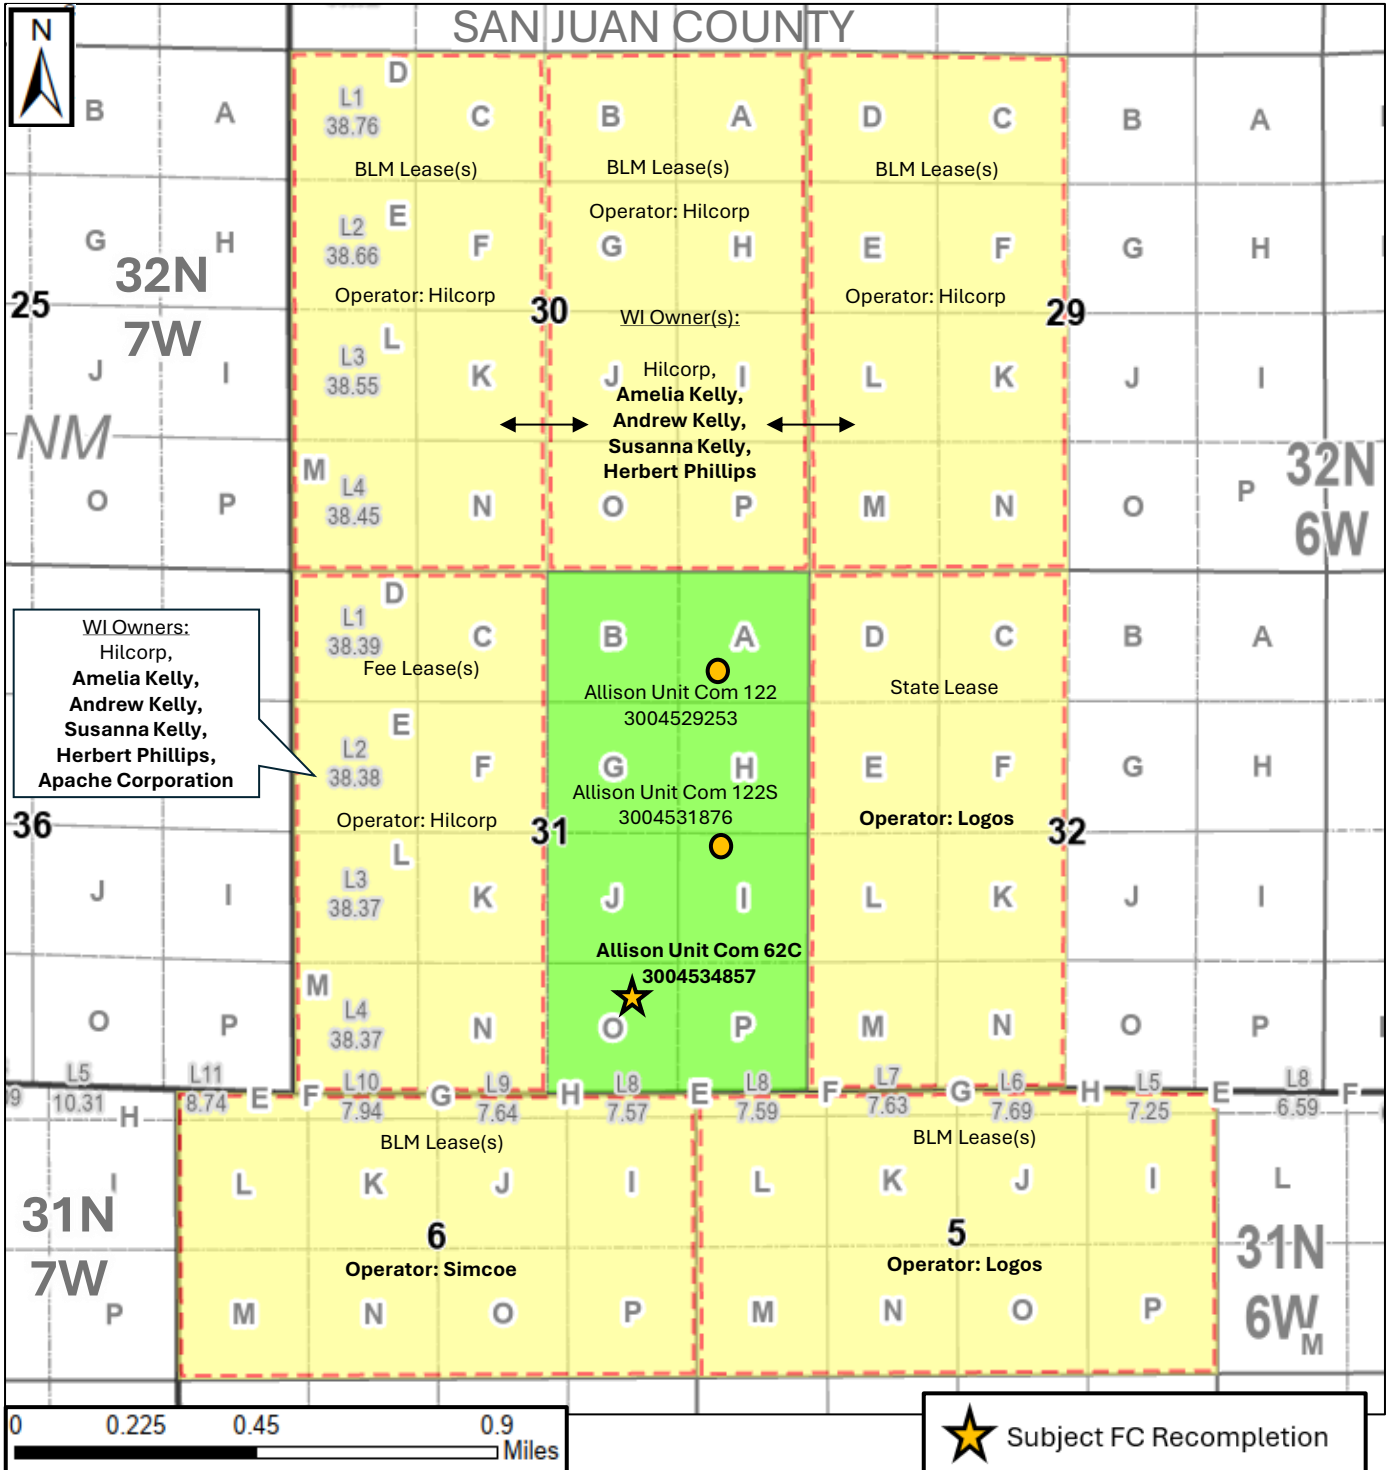 SAN JUAN COUNTY
N
B A D C B A D C B A
L1
38.76
BLM Lease(s) BLM Lease(s) BLM Lease(s)
Operator: Hilcorp
G H E F G H E F G H
L2
38.66
32N
7W
Operator: Hilcorp Operator: Hilcorp
25 30 29
WI Owner(s):
Hilcorp,
Amelia Kelly,
Andrew Kelly,
Susanna Kelly,
Herbert Phillips
J I L K J I L K J I
L3
38.55
NM
32N
6W
O P M N O P M N O P
L4
38.45
WI Owners:
Hilcorp,
Amelia Kelly,
Andrew Kelly,
Susanna Kelly,
Herbert Phillips,
Apache Corporation
D C B A D C B A
L1
38.39
Fee Lease(s)
Allison Unit Com 122
3004529253
State Lease
E F G H E F G H
L2
38.38
Allison Unit Com 122S
3004531876
Operator: Hilcorp
Operator: Logos
36 31 32
J I L K J I L K J I
L3
38.37
Allison Unit Com 62C
3004534857
O P M N O P M N O P
L4
38.37
L5 L11 L10 L9 L8 L8 L7 L6 L5 L8
10.31 8.74 7.94 7.64 7.57 7.59 7.63 7.69 7.25 6.59
H E F G H E F G H E F
BLM Lease(s) BLM Lease(s)
I L K J I L K J I L
31N
7W
6 5
31N
6W
Operator: Simcoe Operator: Logos
P M N O P M N O P M
0 0.225 0.45 0.9
Miles
Subject FC Recompletion